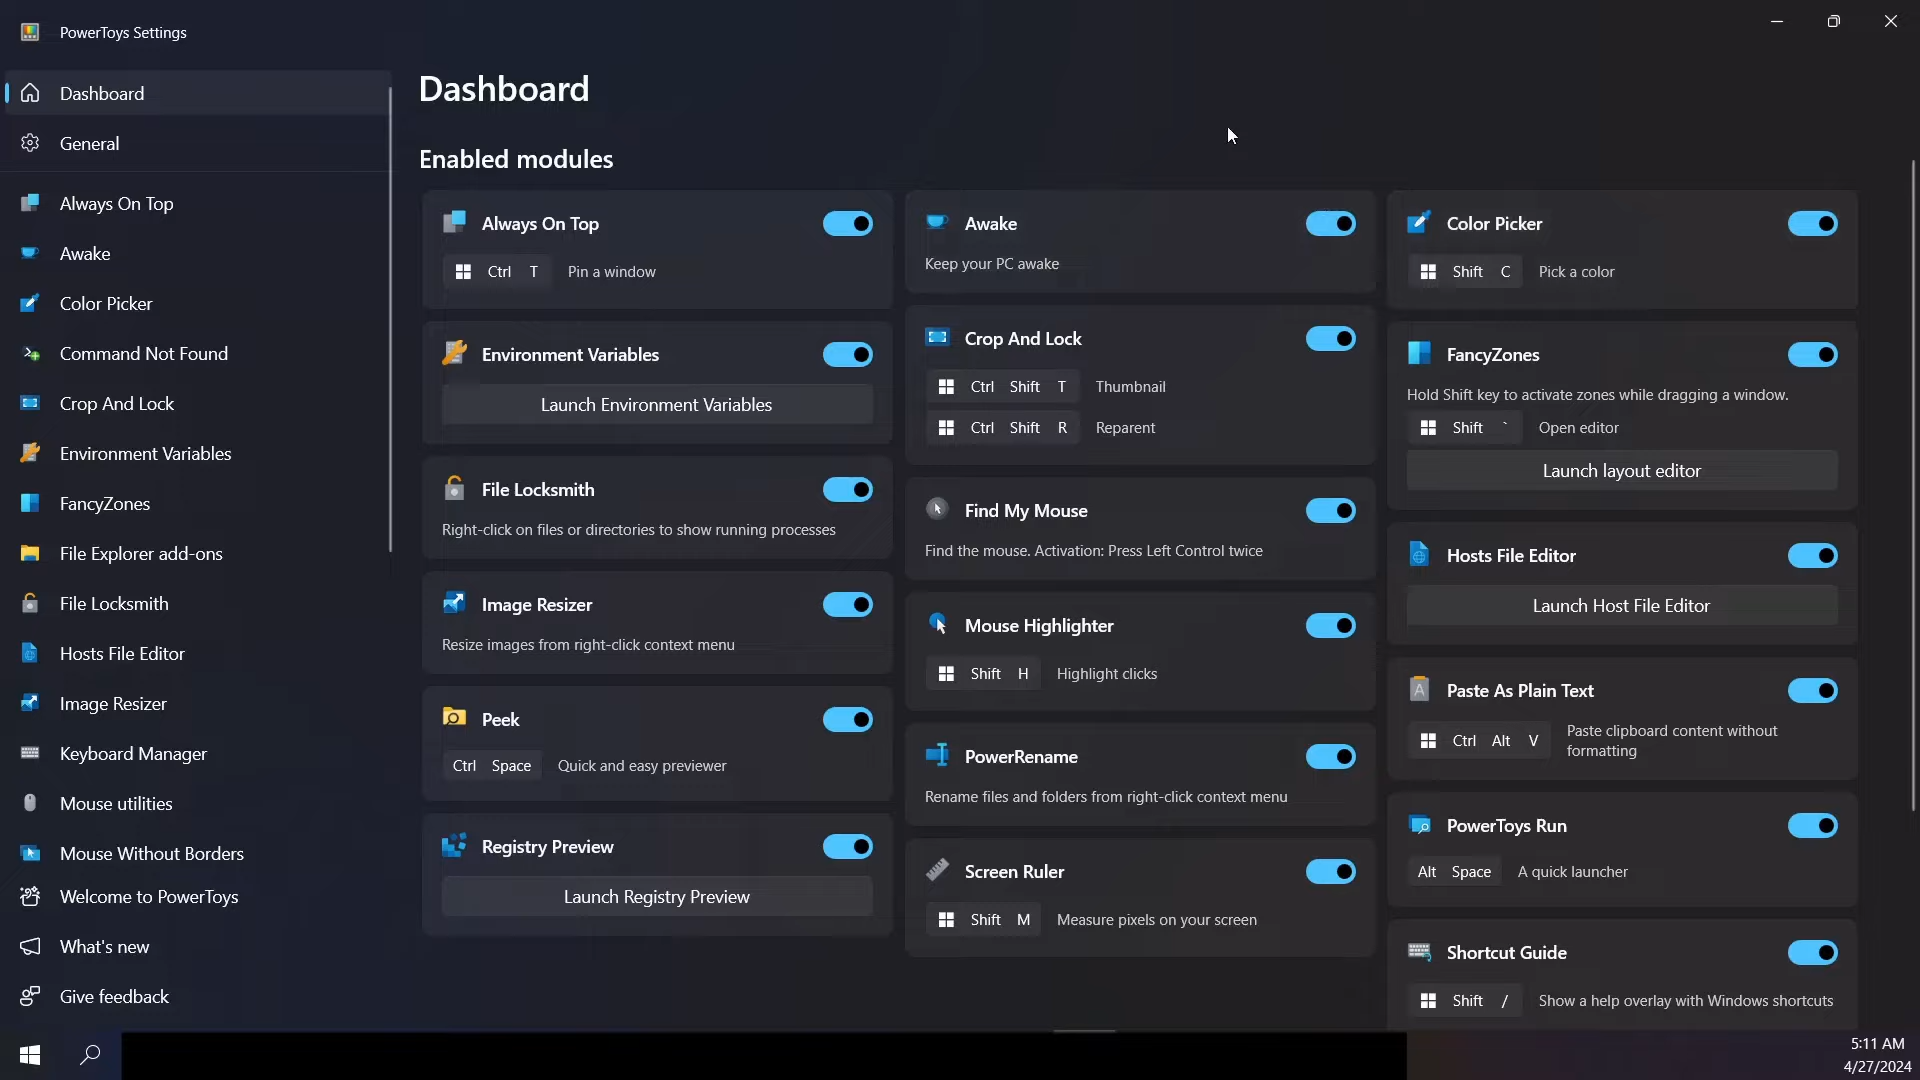 PowerToys Settings
Dashboard
General
Always On Top
Awake
Color Picker
Command Not Found
Crop And Lock
Environment Variables
FancyZones
File Explorer add-ons
File Locksmith
Hosts File Editor
Image Resizer
Keyboard Manager
Mouse utilities
Mouse Without Borders
Welcome to PowerToys
What's new
Give feedback
Dashboard
Enabled modules
Always On Top
Ctrl T Pin a window
Environment Variables
Launch Environment Variables
File Locksmith
Right-click on files or directories to show running processes
Image Resizer
Resize images from right-click context menu
Peek
Ctrl Space Quick and easy previewer
Registry Preview
Launch Registry Preview
Awake
Keep your PC awake
Crop And Lock
Ctrl Shift T Thumbnail
Ctrl Shift R Reparent
Find My Mouse
Find the mouse. Activation: Press Left Control twice
Mouse Highlighter
Shift H Highlight clicks
PowerRename
Rename files and folders from right-click context menu
Screen Ruler
Shift M Measure pixels on your screen
Color Picker
Shift C Pick a color
FancyZones
Hold Shift key to activate zones while dragging a window.
Shift ` Open editor
Launch layout editor
Hosts File Editor
Launch Host File Editor
Paste As Plain Text
Ctrl Alt V Paste clipboard content without
formatting
PowerToys Run
Alt Space A quick launcher
Shortcut Guide
Shift / Show a help overlay with Windows shortcuts
5:11 AM
4/27/2024